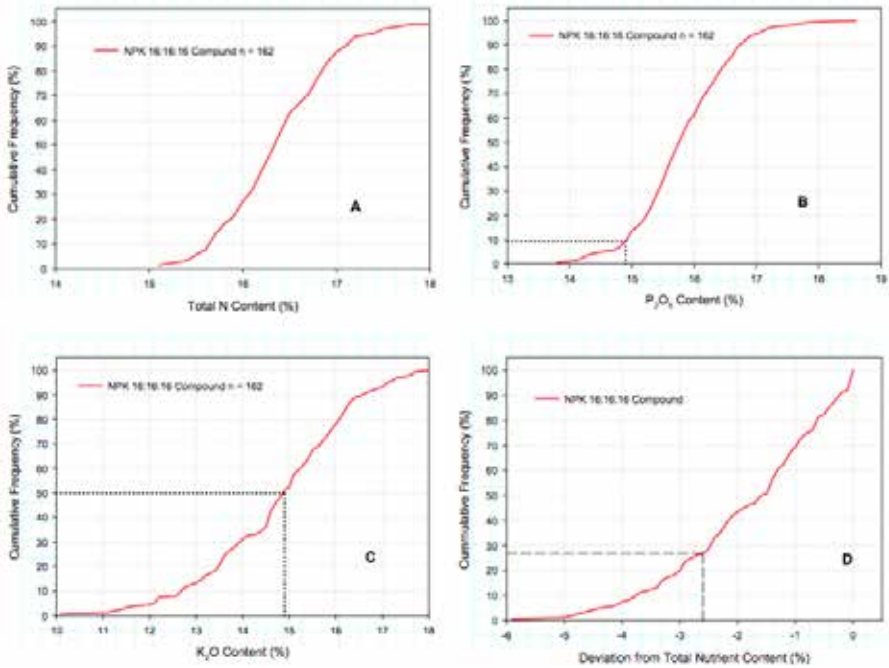 100
90
80
70
60
50
40
30
20
10
0
Cumulative Frequency (%)
NPK 16:16:16 Compound n = 162
A
14 15 16 17 18
Total N Content (%)
100
90
80
70
60
50
40
30
20
10
0
Cumulative Frequency (%)
NPK 16:16:16 Compound n = 162
B
13 14 15 16 17 18 19
P₂O₅ Content (%)
100
90
80
70
60
50
40
30
20
10
0
Cumulative Frequency (%)
NPK 16:16:16 Compound n = 162
C
10 11 12 13 14 15 16 17 18
K₂O Content (%)
100
90
80
70
60
50
40
30
20
10
0
Cummulative Frequency (%)
NPK 16:16:16 Compound
D
-6 -5 -4 -3 -2 -1 0
Deviation from Total Nutrient Content (%)